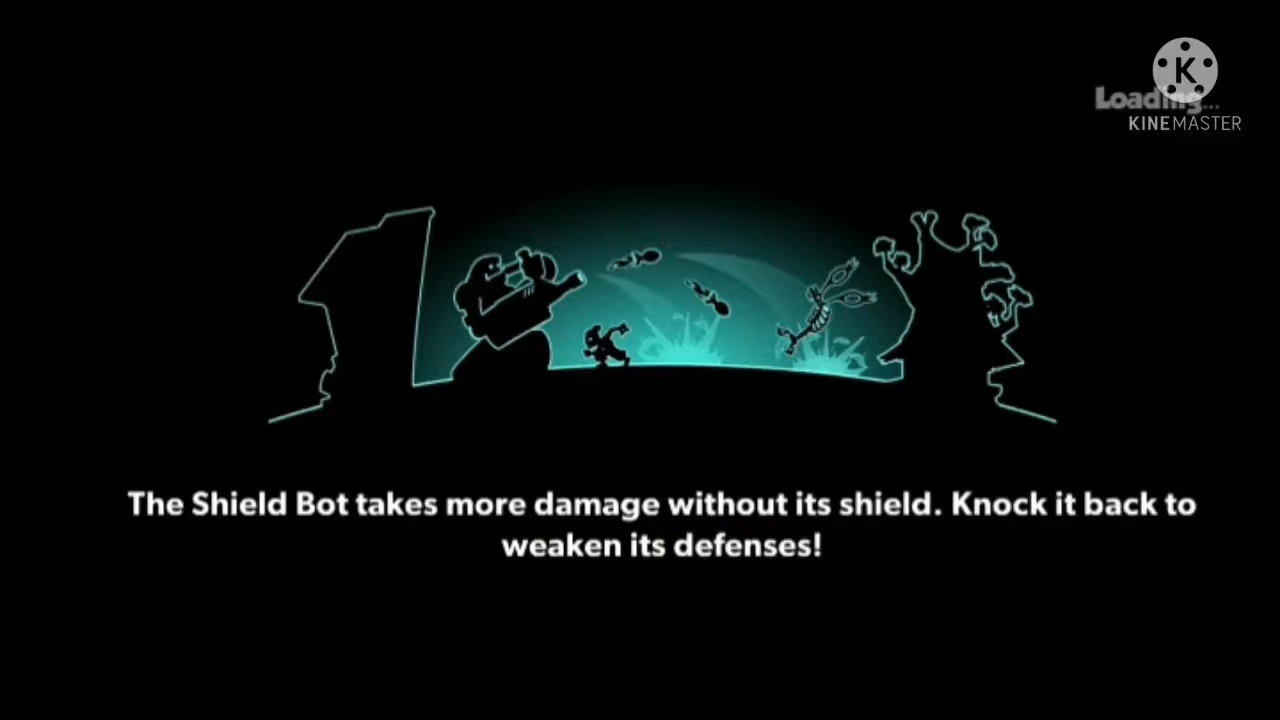 K
Loading...
KINEMASTER
The Shield Bot takes more damage without its shield. Knock it back to
weaken its defenses!